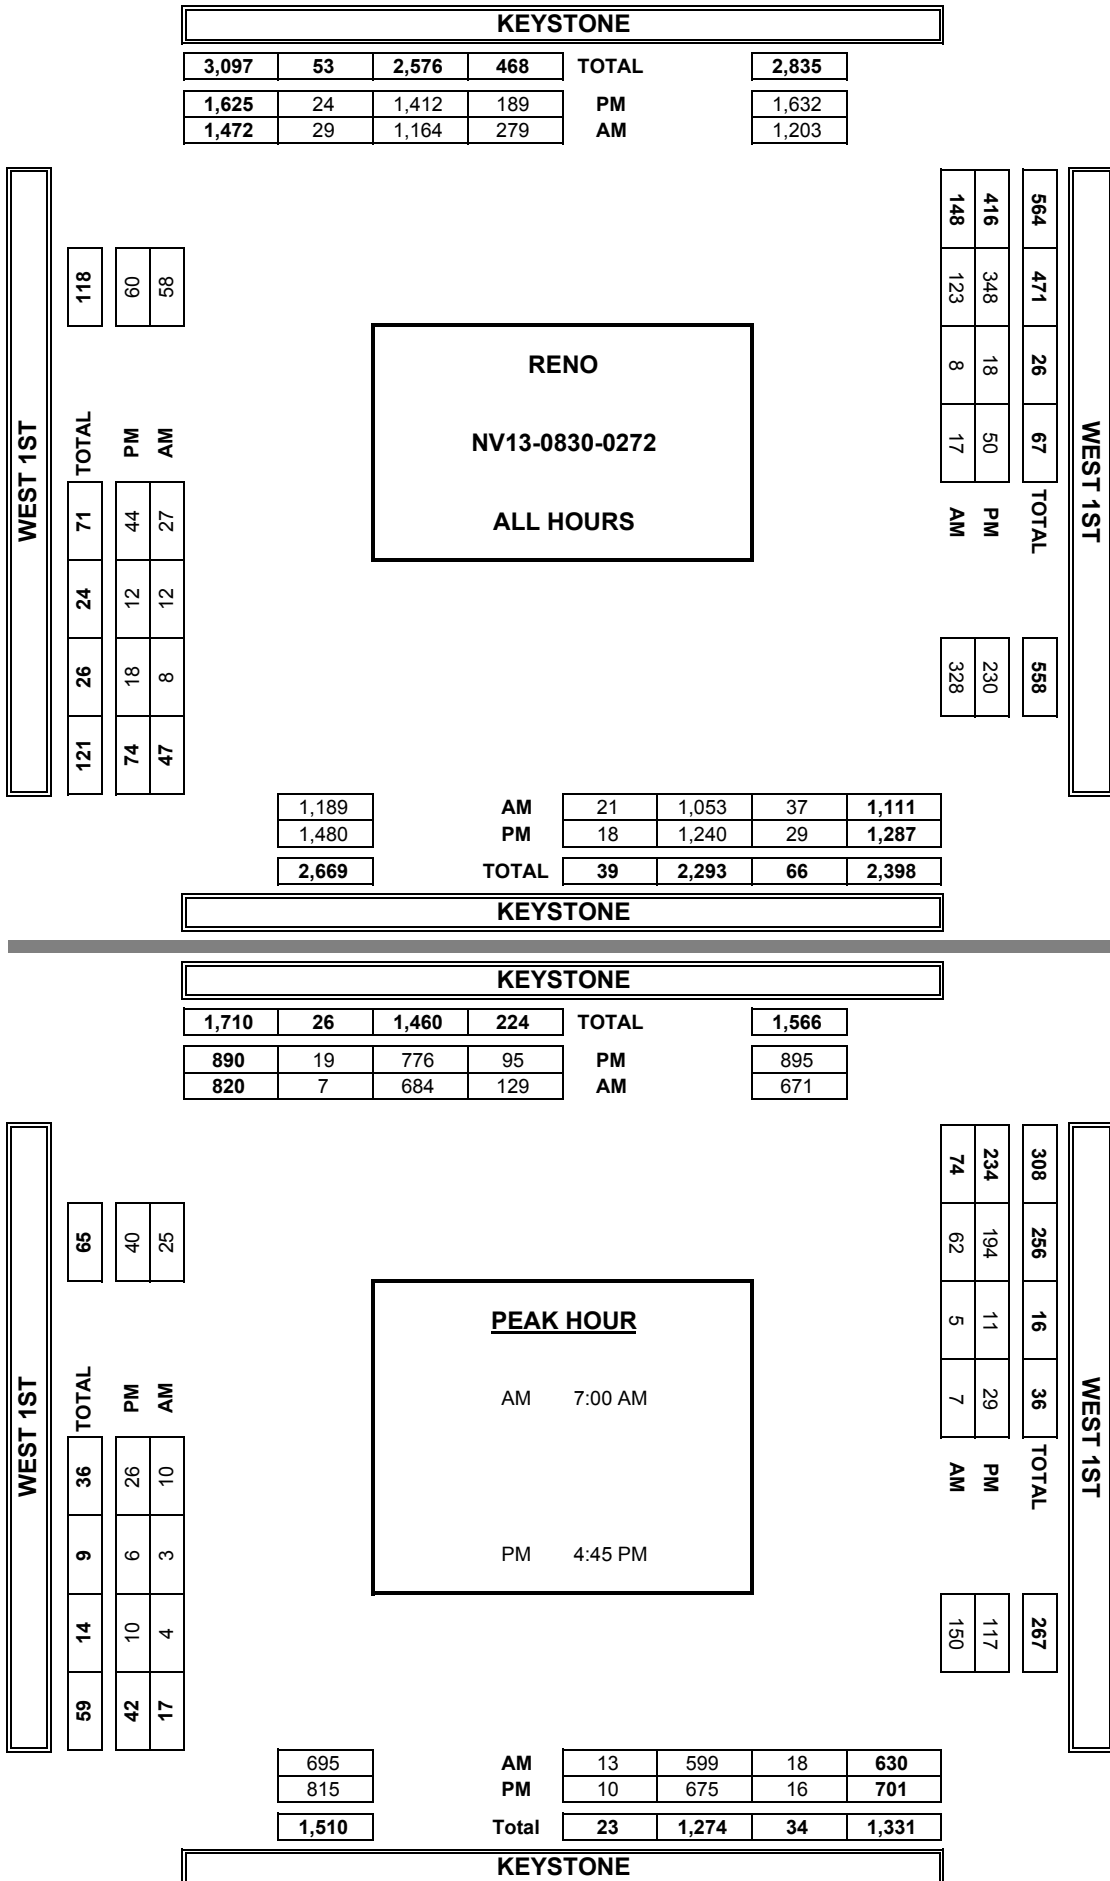 KEYSTONE
3,097 53 2,576 468 TOTAL 2,835
1,625 24 1,412 189 PM 1,632
1,472 29 1,164 279 AM 1,203
WEST 1ST
118 TOTAL 71 24 26 121
60 PM 44 12 18 74
58 AM 27 12 8 47
RENO
NV13-0830-0272
ALL HOURS
148 123 8 17 AM 328
416 348 18 50 PM 230
564 471 26 67 TOTAL 558
WEST 1ST
1,189 AM 21 1,053 37 1,111
1,480 PM 18 1,240 29 1,287
2,669 TOTAL 39 2,293 66 2,398
KEYSTONE
KEYSTONE
1,710 26 1,460 224 TOTAL 1,566
890 19 776 95 PM 895
820 7 684 129 AM 671
WEST 1ST
65 TOTAL 36 9 14 59
40 PM 26 6 10 42
25 AM 10 3 4 17
PEAK HOUR
AM 7:00 AM
PM 4:45 PM
74 62 5 7 AM 150
234 194 11 29 PM 117
308 256 16 36 TOTAL 267
WEST 1ST
695 AM 13 599 18 630
815 PM 10 675 16 701
1,510 Total 23 1,274 34 1,331
KEYSTONE